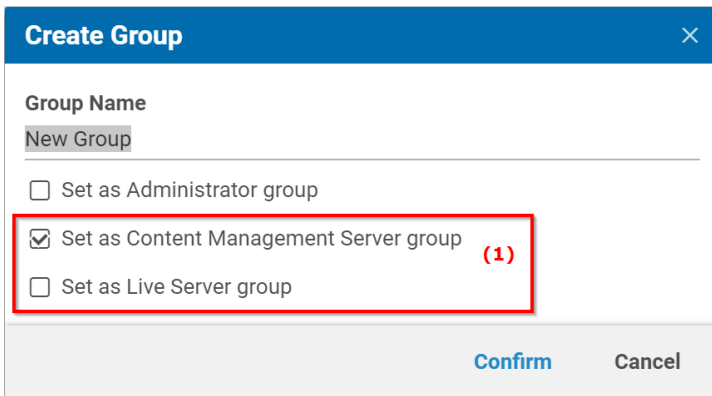 Create Group
Group Name
New Group
Set as Administrator group
Set as Content Management Server group
(1)
Set as Live Server group
Confirm Cancel